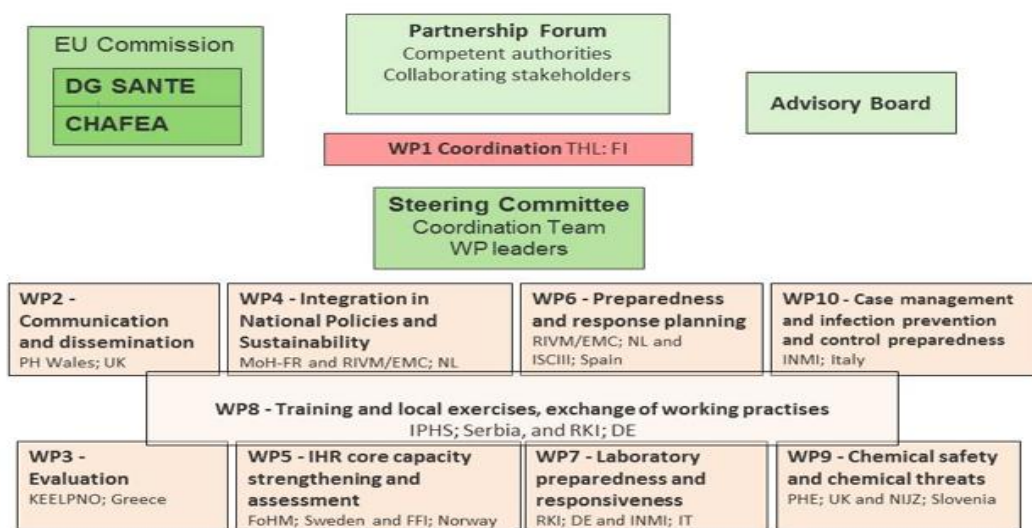 EU Commission
DG SANTE
CHAFEA
Partnership Forum
Competent authorities
Collaborating stakeholders
Advisory Board
WP1 Coordination THL: FI
Steering Committee
Coordination Team
WP leaders
WP2 -
Communication
and dissemination
PH Wales; UK
WP4 - Integration in
National Policies and
Sustainability
MoH-FR and RIVM/EMC; NL
WP6 - Preparedness
and response planning
RIVM/EMC; NL and
ISCIII; Spain
WP10 - Case management
and infection prevention
and control preparedness
INMI; Italy
WP8 - Training and local exercises, exchange of working practises
IPHS; Serbia, and RKI; DE
WP3 -
Evaluation
KEELPNO; Greece
WP5 - IHR core capacity
strengthening and
assessment
FoHM; Sweden and FFI; Norway
WP7 - Laboratory
preparedness and
responsiveness
RKI; DE and INMI; IT
WP9 - Chemical safety
and chemical threats
PHE; UK and NIJZ; Slovenia